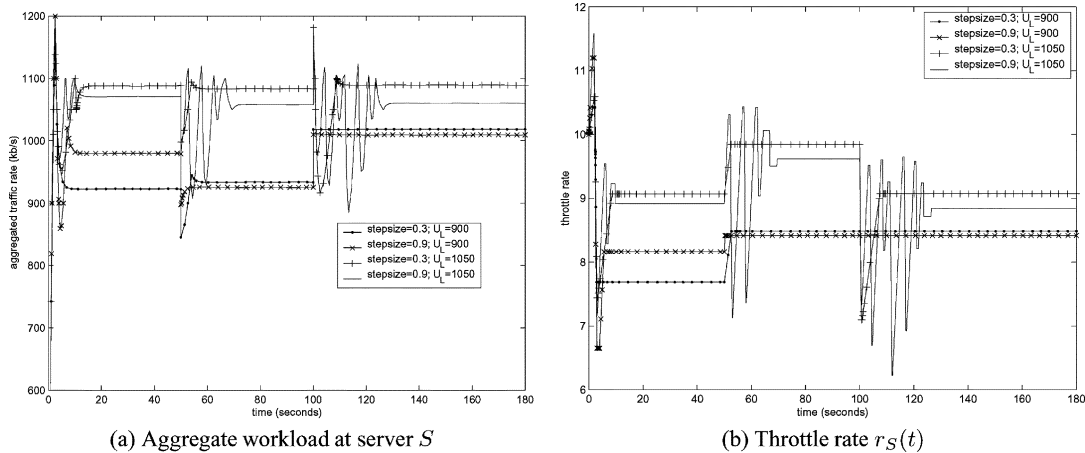 1200
1100
1000
900
800
700
600
aggregated traffic rate (kb/s)
stepsize=0.3; U_L=900
stepsize=0.9; U_L=900
stepsize=0.3; U_L=1050
stepsize=0.9; U_L=1050
0 20 40 60 80 100 120 140 160 180
time (seconds)
(a) Aggregate workload at server S
12
11
10
9
8
7
6
throttle rate
stepsize=0.3; U_L=900
stepsize=0.9; U_L=900
stepsize=0.3; U_L=1050
stepsize=0.9; U_L=1050
0 20 40 60 80 100 120 140 160 180
time (seconds)
(b) Throttle rate r_S(t)